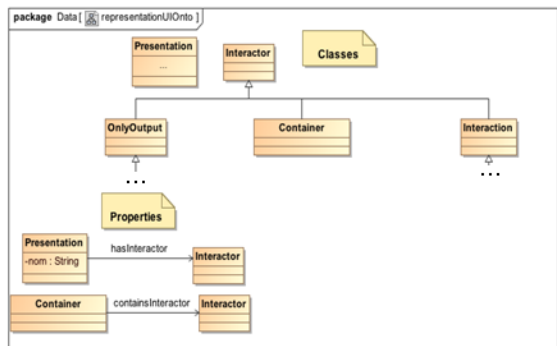 package Data [ representationUIOnto ]
Presentation
...
Interactor
Classes
OnlyOutput
Container
Interaction
...
...
Properties
Presentation
-nom : String
hasInteractor
Interactor
Container
containsInteractor
Interactor